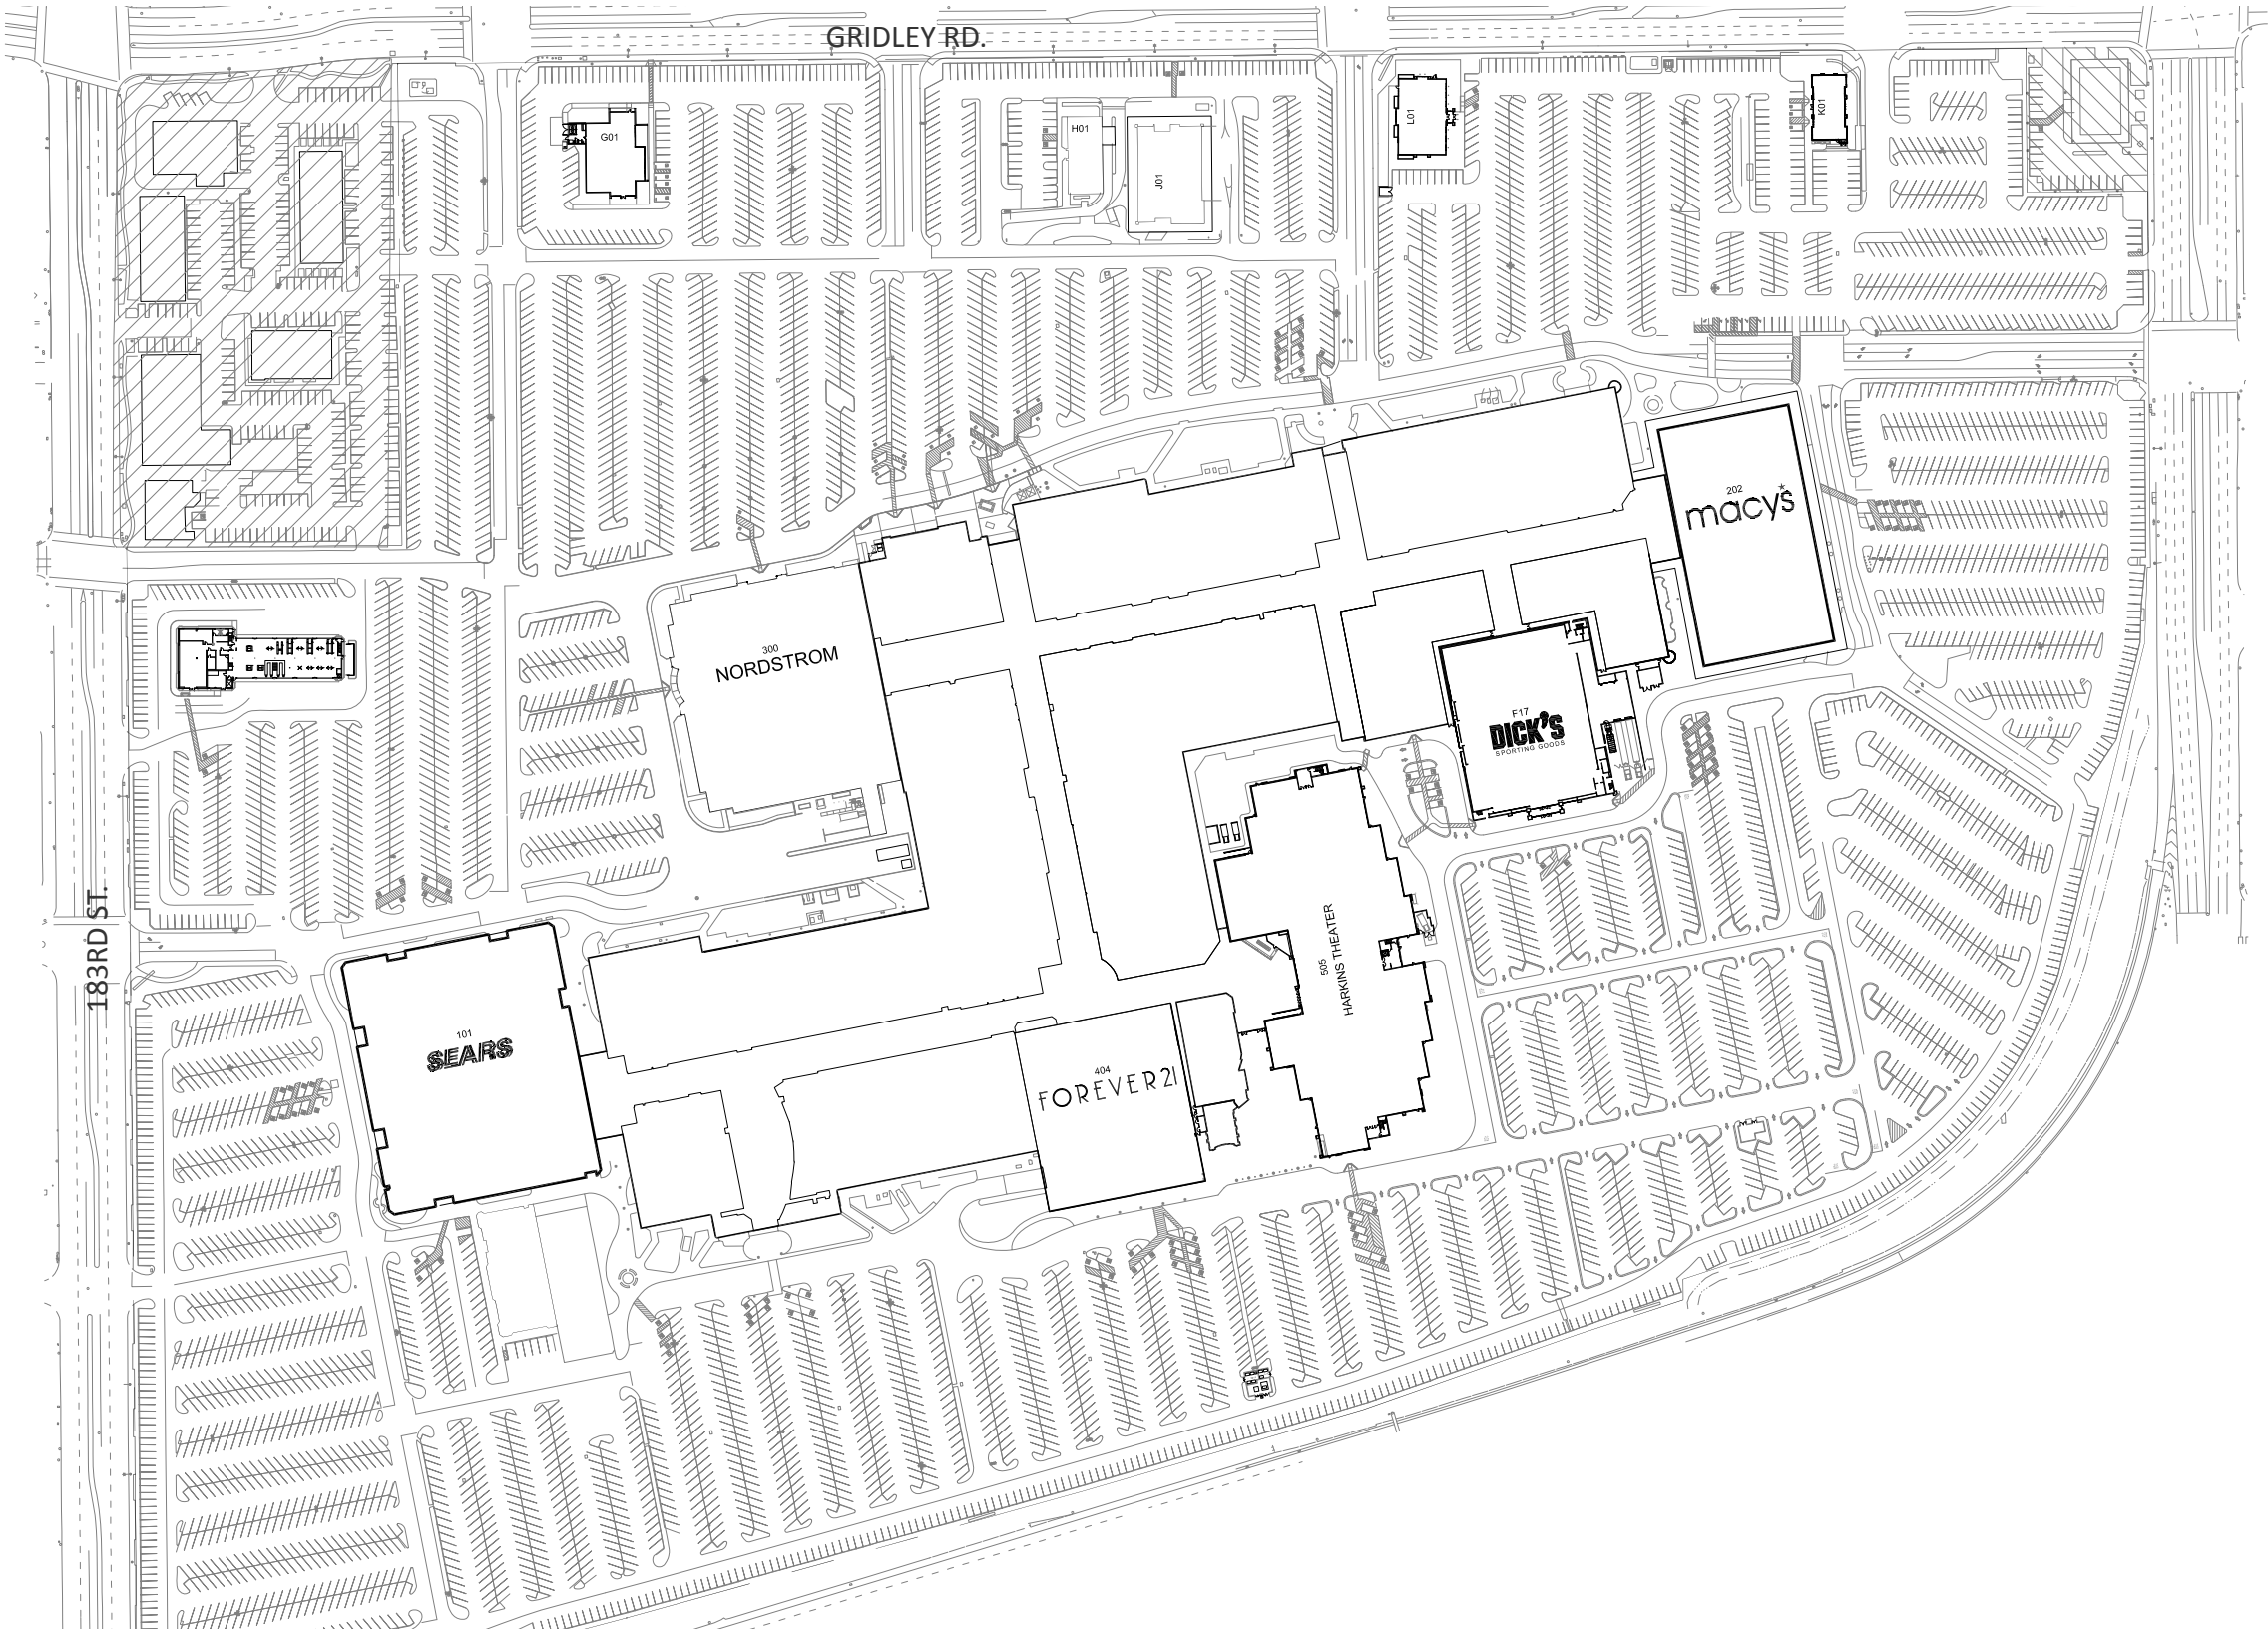 GRIDLEY RD.
G01
H01
J01
L01
K01
202
macy's
300
NORDSTROM
F17
DICK'S
SPORTING GOODS
183RD ST.
505
HARKINS THEATER
101
SEARS
404
FOREVER 21